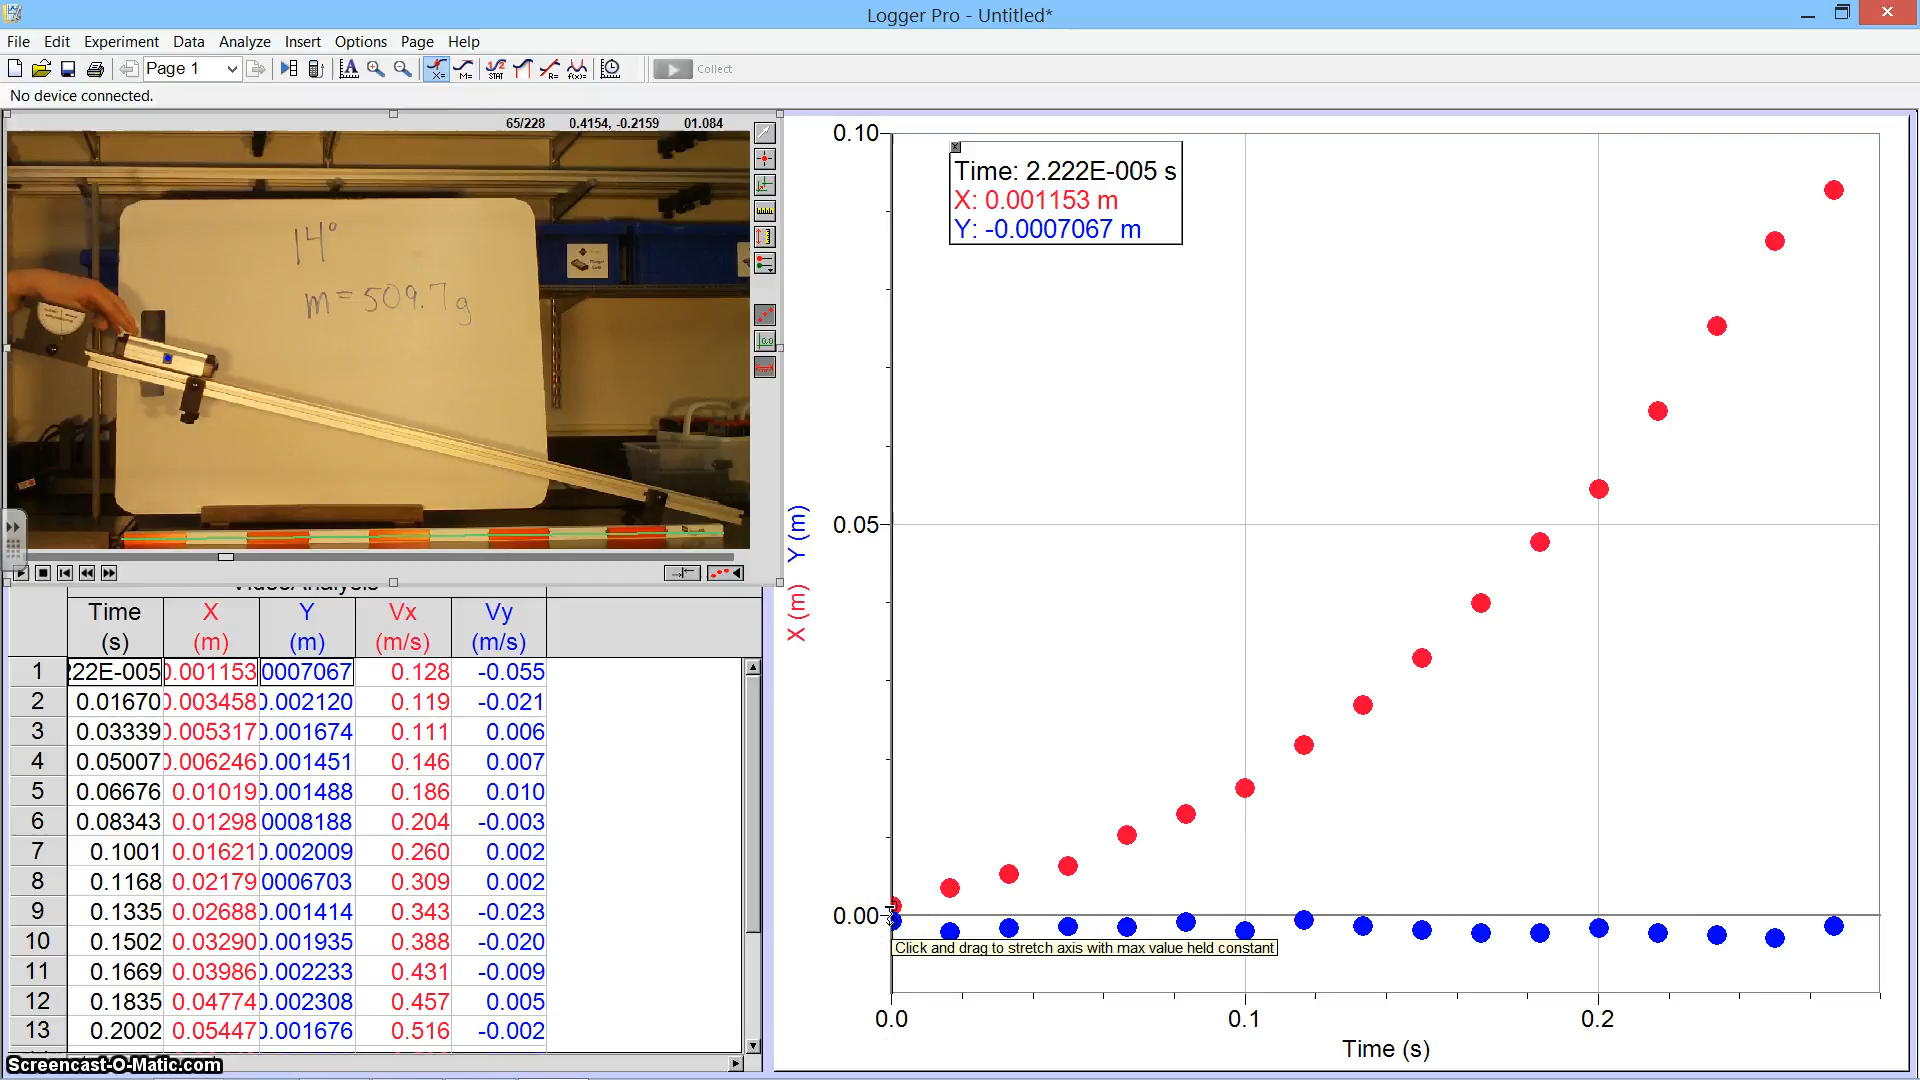 Logger Pro - Untitled*
File Edit Experiment Data Analyze Insert Options Page Help
Page 1 Collect
No device connected.
65/228 0.4154, -0.2159 01.084
14°
m = 509.7 g
Time X Y Vx Vy
(s) (m) (m) (m/s) (m/s)
1 222E-005 0.001153 0007067 0.128 -0.055
2 0.01670 0.003458 0.002120 0.119 -0.021
3 0.03339 0.005317 0.001674 0.111 0.006
4 0.05007 0.006246 0.001451 0.146 0.007
5 0.06676 0.01019 0.001488 0.186 0.010
6 0.08343 0.01298 0008188 0.204 -0.003
7 0.1001 0.01621 0.002009 0.260 0.002
8 0.1168 0.02179 0006703 0.309 0.002
9 0.1335 0.02688 0.001414 0.343 -0.023
10 0.1502 0.03290 0.001935 0.388 -0.020
11 0.1669 0.03986 0.002233 0.431 -0.009
12 0.1835 0.04774 0.002308 0.457 0.005
13 0.2002 0.05447 0.001676 0.516 -0.002
Screencast-O-Matic.com
0.10
Time: 2.222E-005 s
X: 0.001153 m
Y: -0.0007067 m
0.05
X (m) Y (m)
0.00
Click and drag to stretch axis with max value held constant
0.0 0.1 0.2
Time (s)